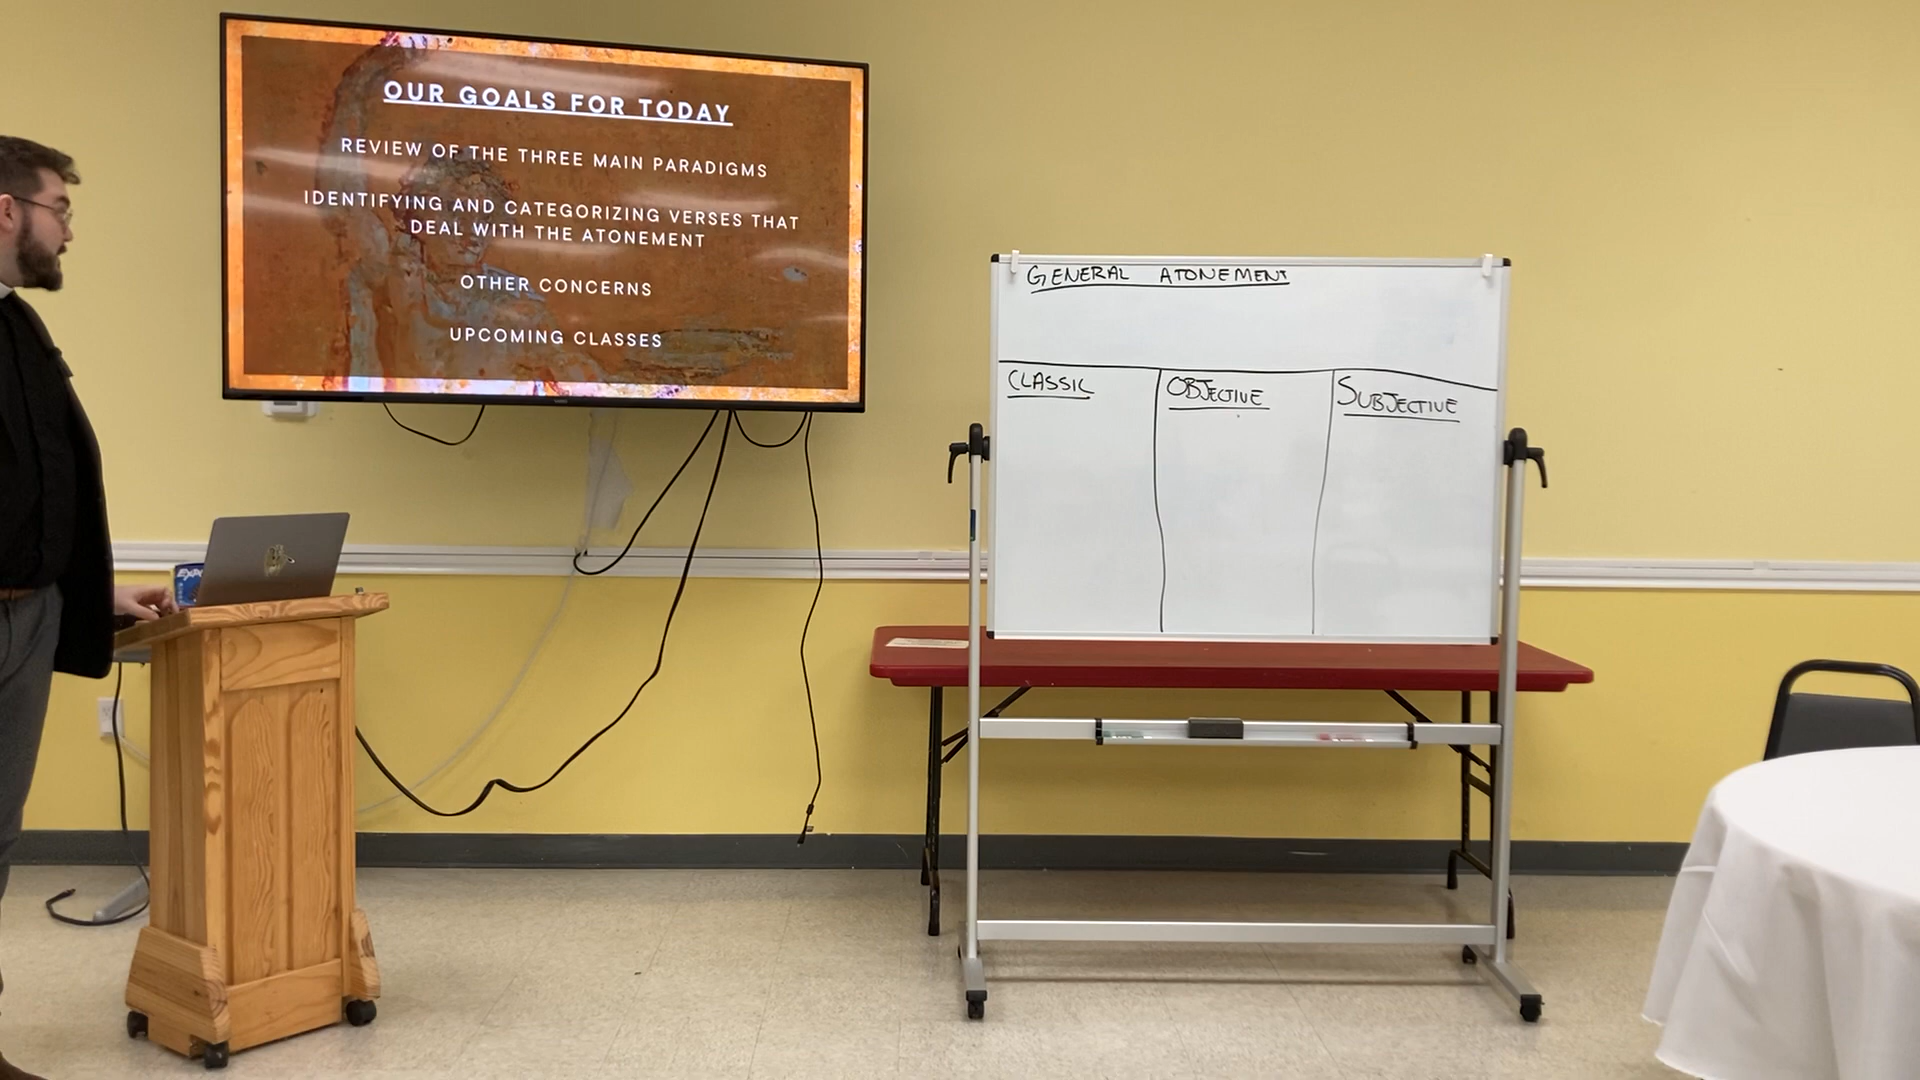 OUR GOALS FOR TODAY
REVIEW OF THE THREE MAIN PARADIGMS
IDENTIFYING AND CATEGORIZING VERSES THAT
DEAL WITH THE ATONEMENT
OTHER CONCERNS
UPCOMING CLASSES
GENERAL ATONEMENT
CLASSIC
OBJECTIVE
SUBJECTIVE